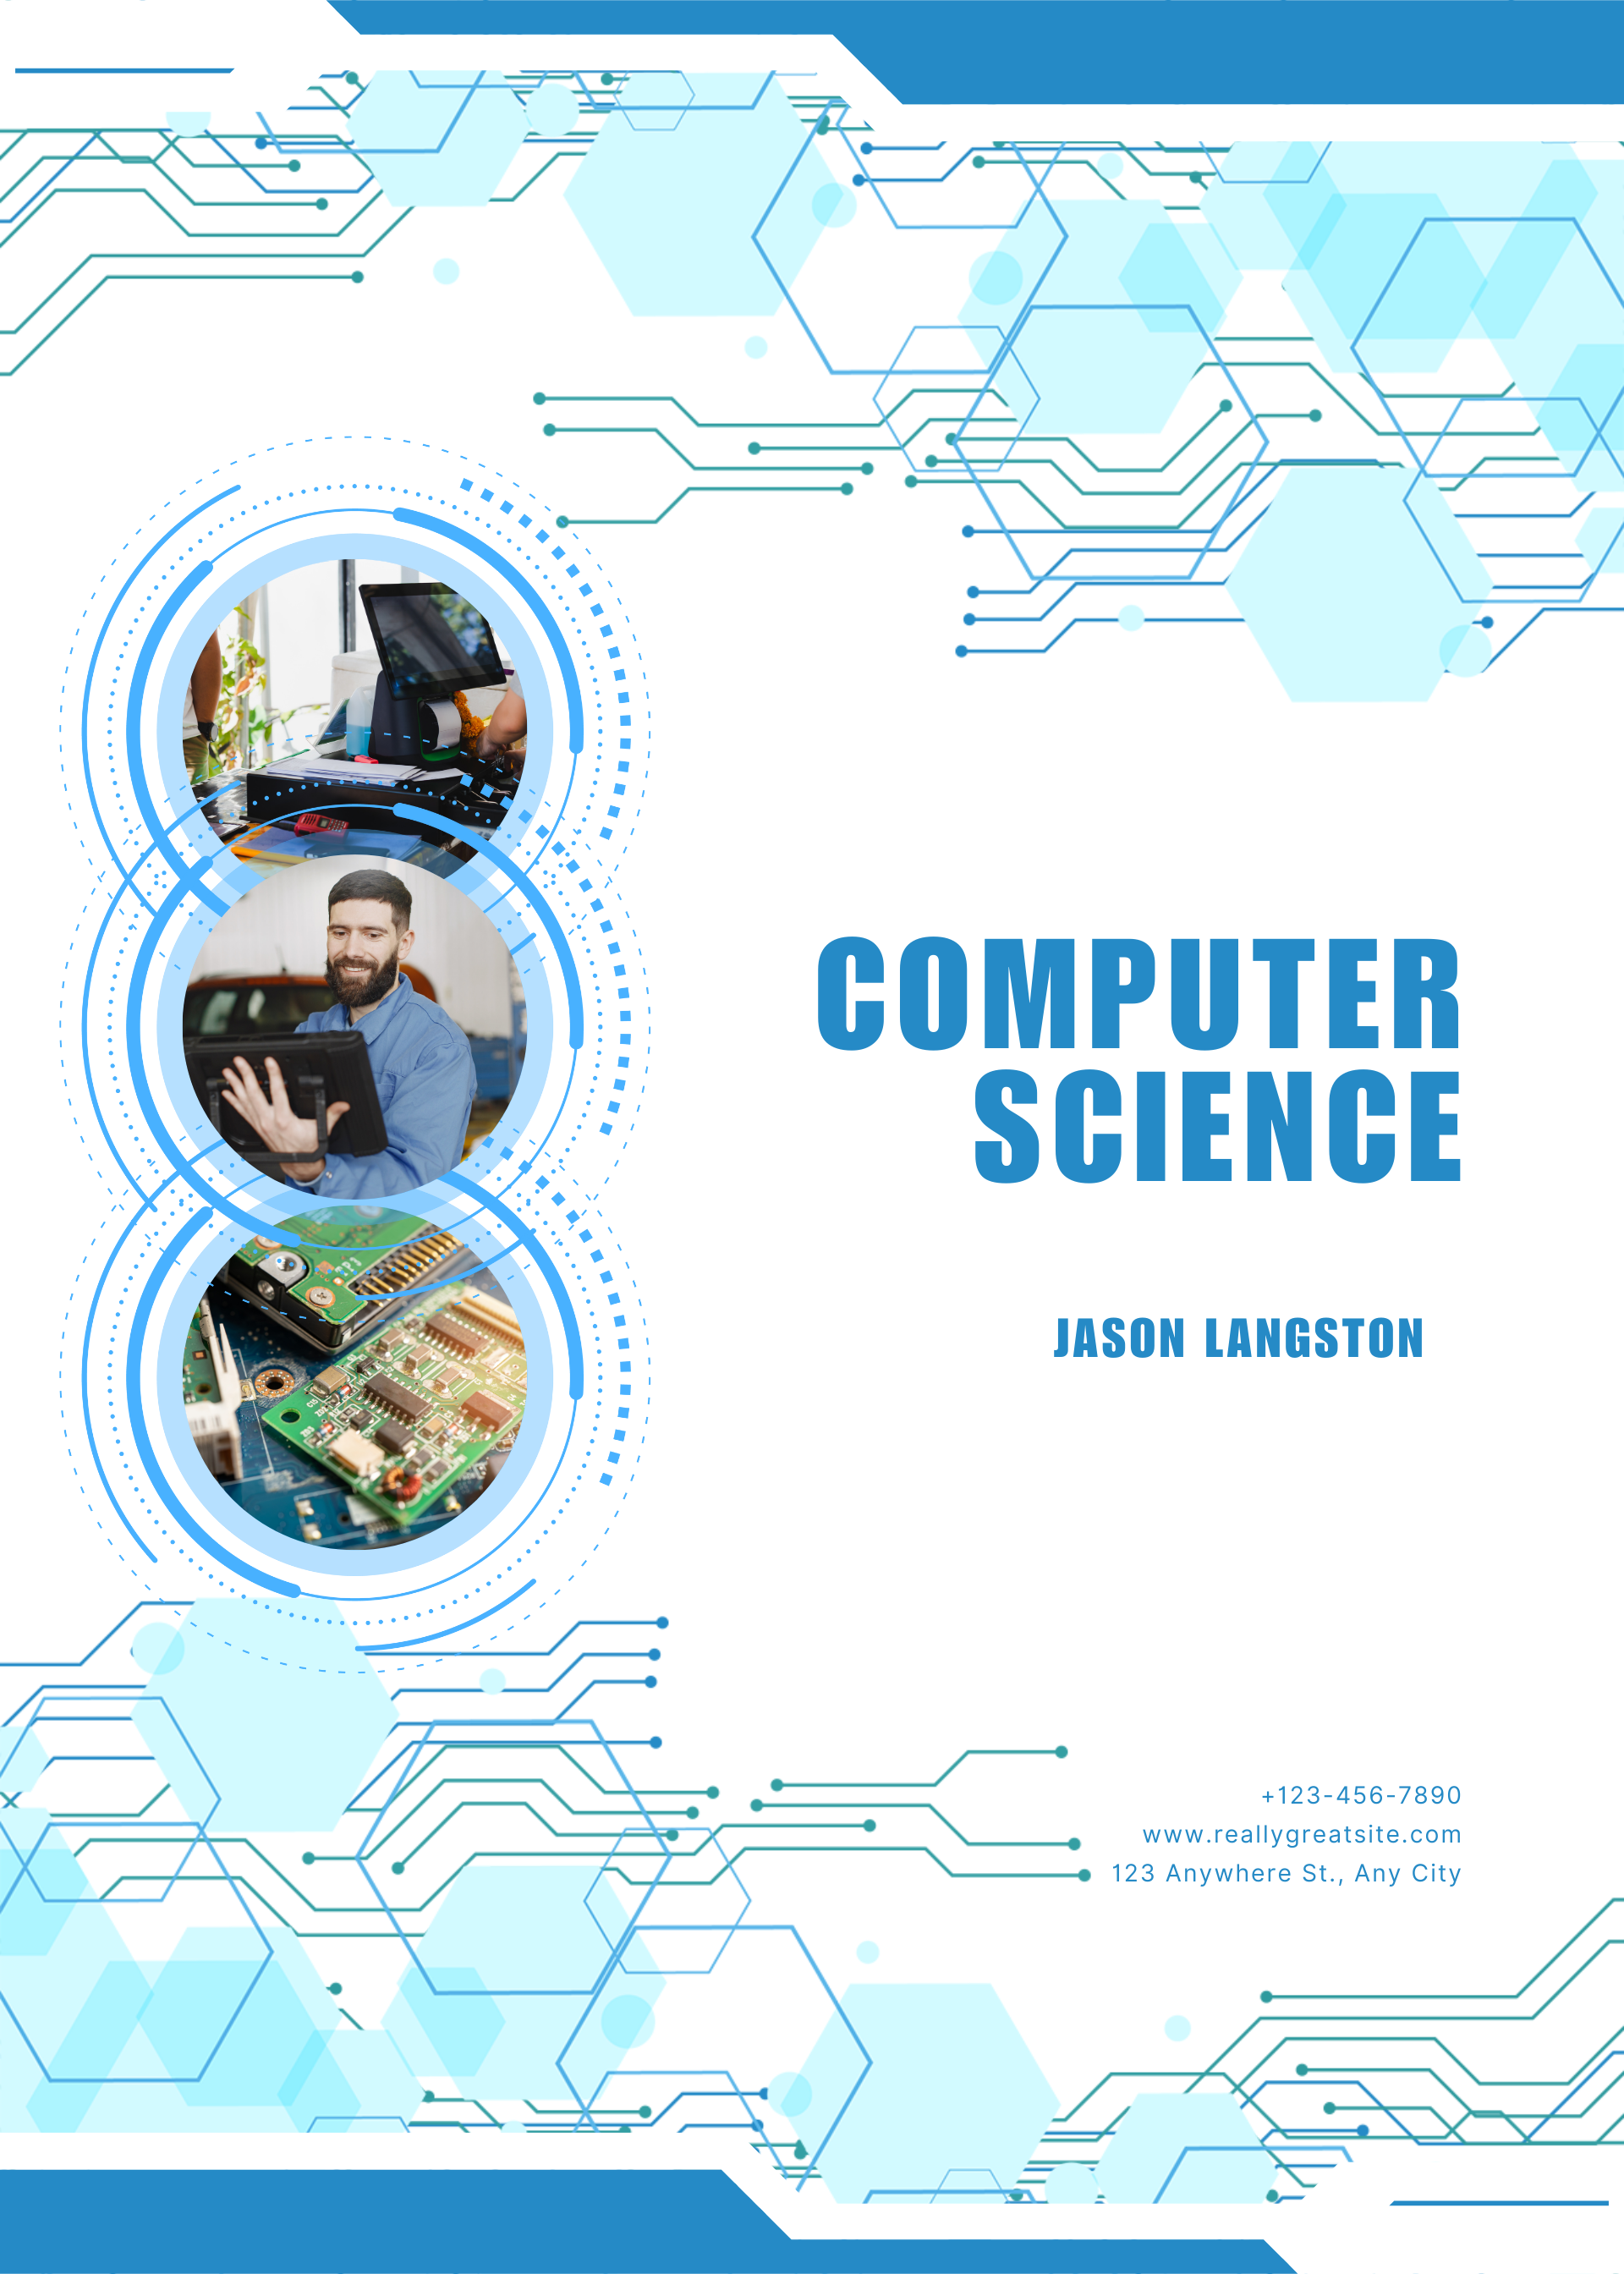 COMPUTER
SCIENCE
JASON LANGSTON
+123-456-7890
www.reallygreatsite.com
123 Anywhere St., Any City